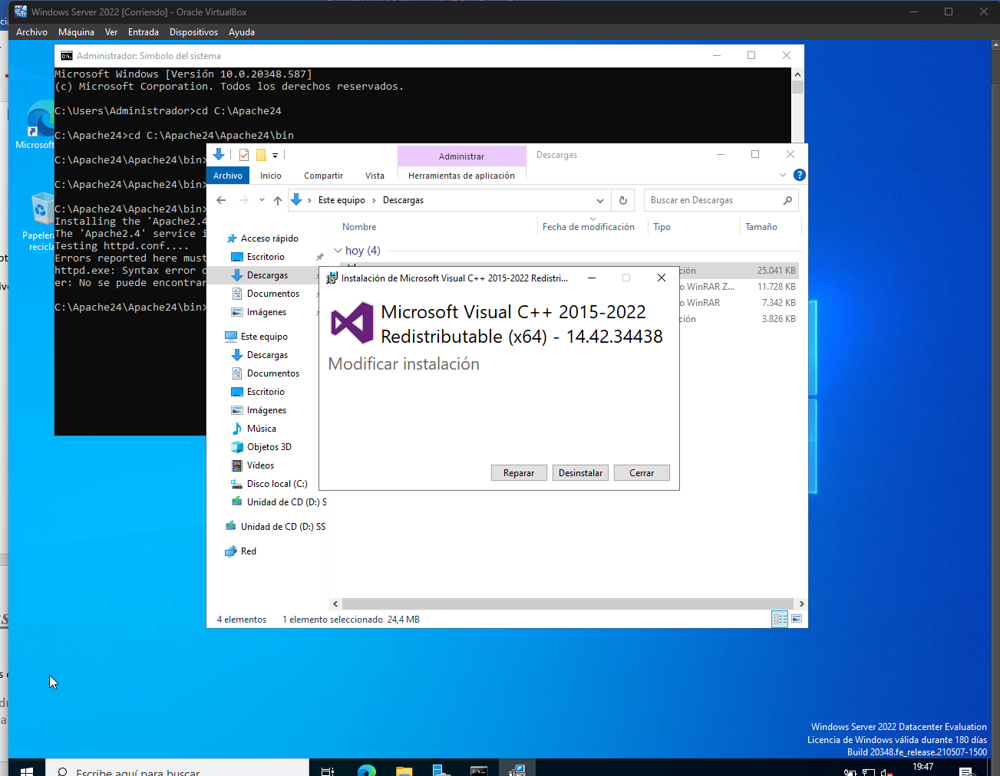 Windows Server 2022 [Corriendo] - Oracle VirtualBox
Archivo Máquina Ver Entrada Dispositivos Ayuda
Administrador: Símbolo del sistema
Microsoft Windows [Versión 10.0.20348.587]
(c) Microsoft Corporation. Todos los derechos reservados.
C:\Users\Administrador>cd C:\Apache24
C:\Apache24>cd C:\Apache24\Apache24\bin
C:\Apache24\Apache24\bin>
C:\Apache24\Apache24\bin>
C:\Apache24\Apache24\bin>
Installing the 'Apache2.4
The 'Apache2.4' service i
Testing httpd.conf....
Errors reported here must
httpd.exe: Syntax error o
er: No se puede encontrar
C:\Apache24\Apache24\bin>
Microsoft
Papelera
recicla
Administrar
Descargas
Archivo Inicio Compartir Vista Herramientas de aplicación
Este equipo > Descargas
Buscar en Descargas
Nombre Fecha de modificación Tipo Tamaño
hoy (4)
ción 25.041 KB
o WinRAR Z... 11.728 KB
o WinRAR 7.342 KB
ción 3.826 KB
Acceso rápido
Escritorio
Descargas
Documentos
Imágenes
Este equipo
Descargas
Documentos
Escritorio
Imágenes
Música
Objetos 3D
Vídeos
Disco local (C:)
Unidad de CD (D:) S
Unidad de CD (D:) SS
Red
4 elementos 1 elemento seleccionado 24,4 MB
Instalación de Microsoft Visual C++ 2015-2022 Redistri...
Microsoft Visual C++ 2015-2022
Redistributable (x64) - 14.42.34438
Modificar instalación
Reparar Desinstalar Cerrar
Windows Server 2022 Datacenter Evaluation
Licencia de Windows válida durante 180 días
Build 20348.fe_release.210507-1500
Escribe aquí para buscar
19:47